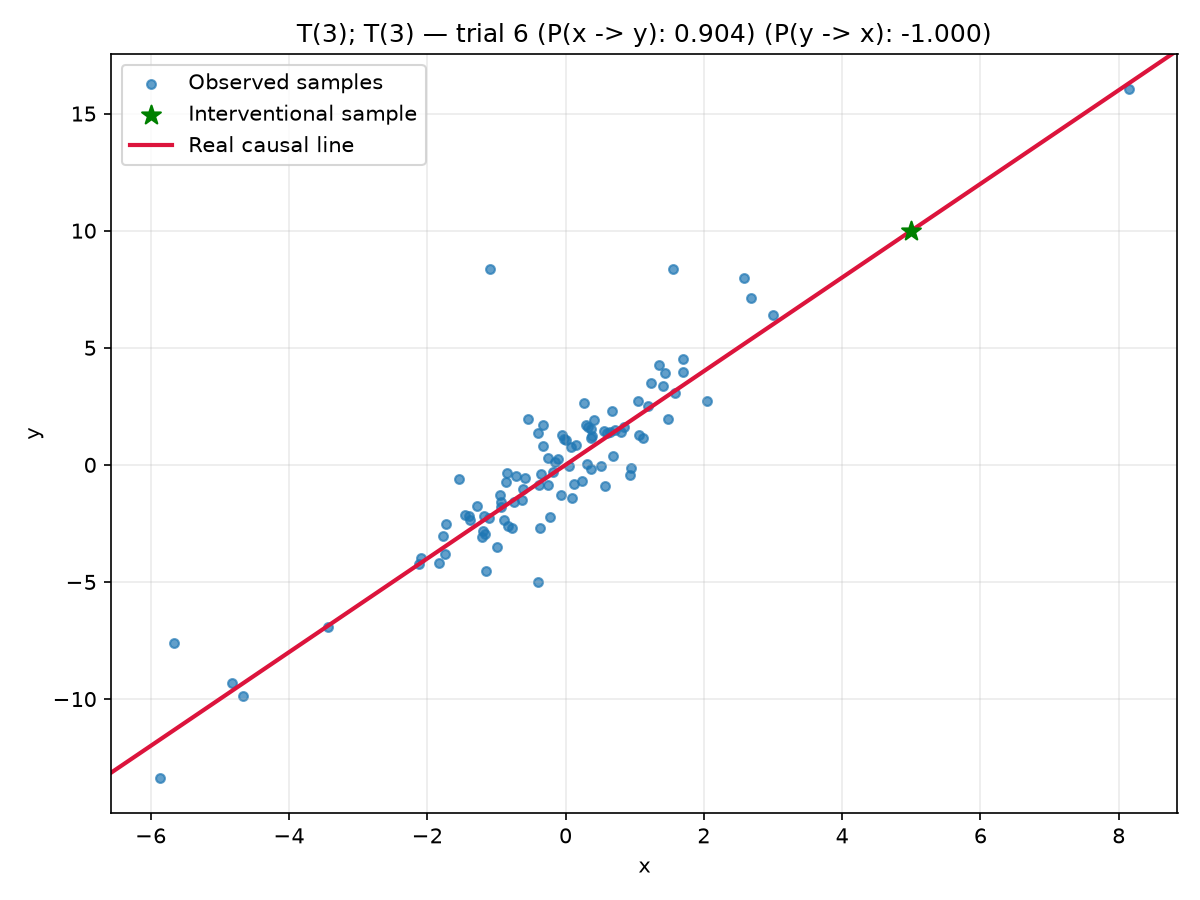 T(3); T(3) — trial 6 (P(x -> y): 0.904) (P(y -> x): -1.000)
Observed samples
Interventional sample
Real causal line
15
10
5
0
−5
−10
y
−6 −4 −2 0 2 4 6 8
x